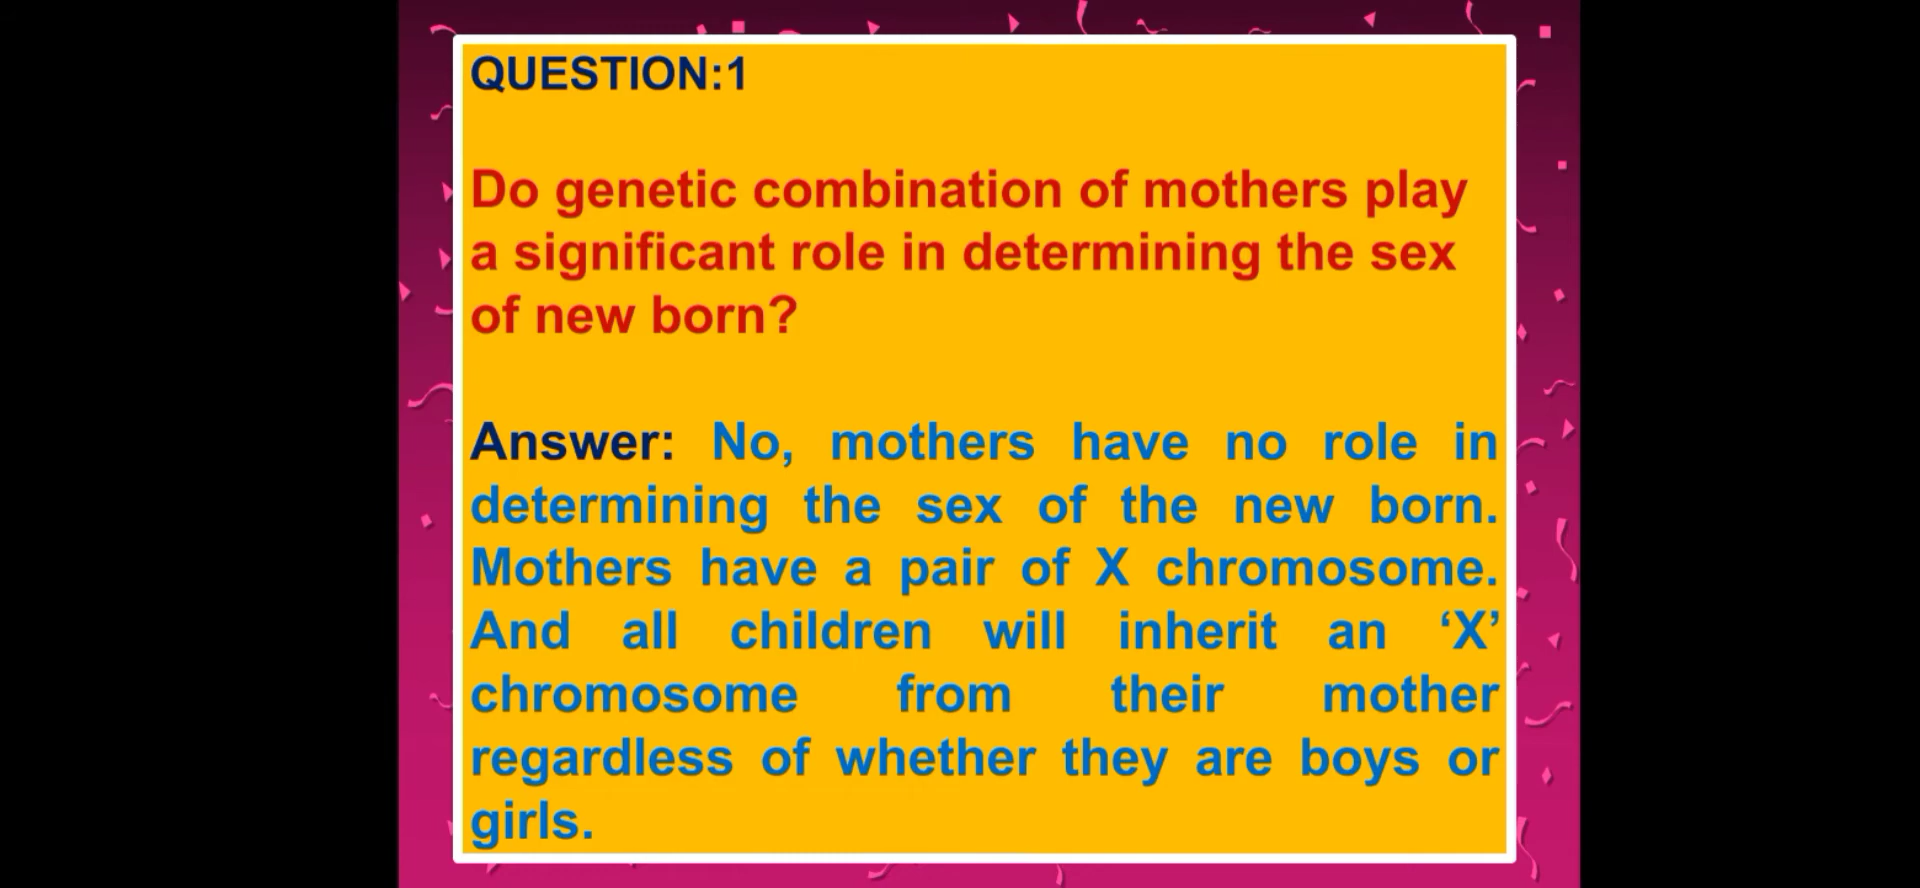 QUESTION:1
Do genetic combination of mothers play
a significant role in determining the sex
of new born?
Answer: No, mothers have no role in
determining the sex of the new born.
Mothers have a pair of X chromosome.
And all children will inherit an ‘X’
chromosome from their mother
regardless of whether they are boys or
girls.